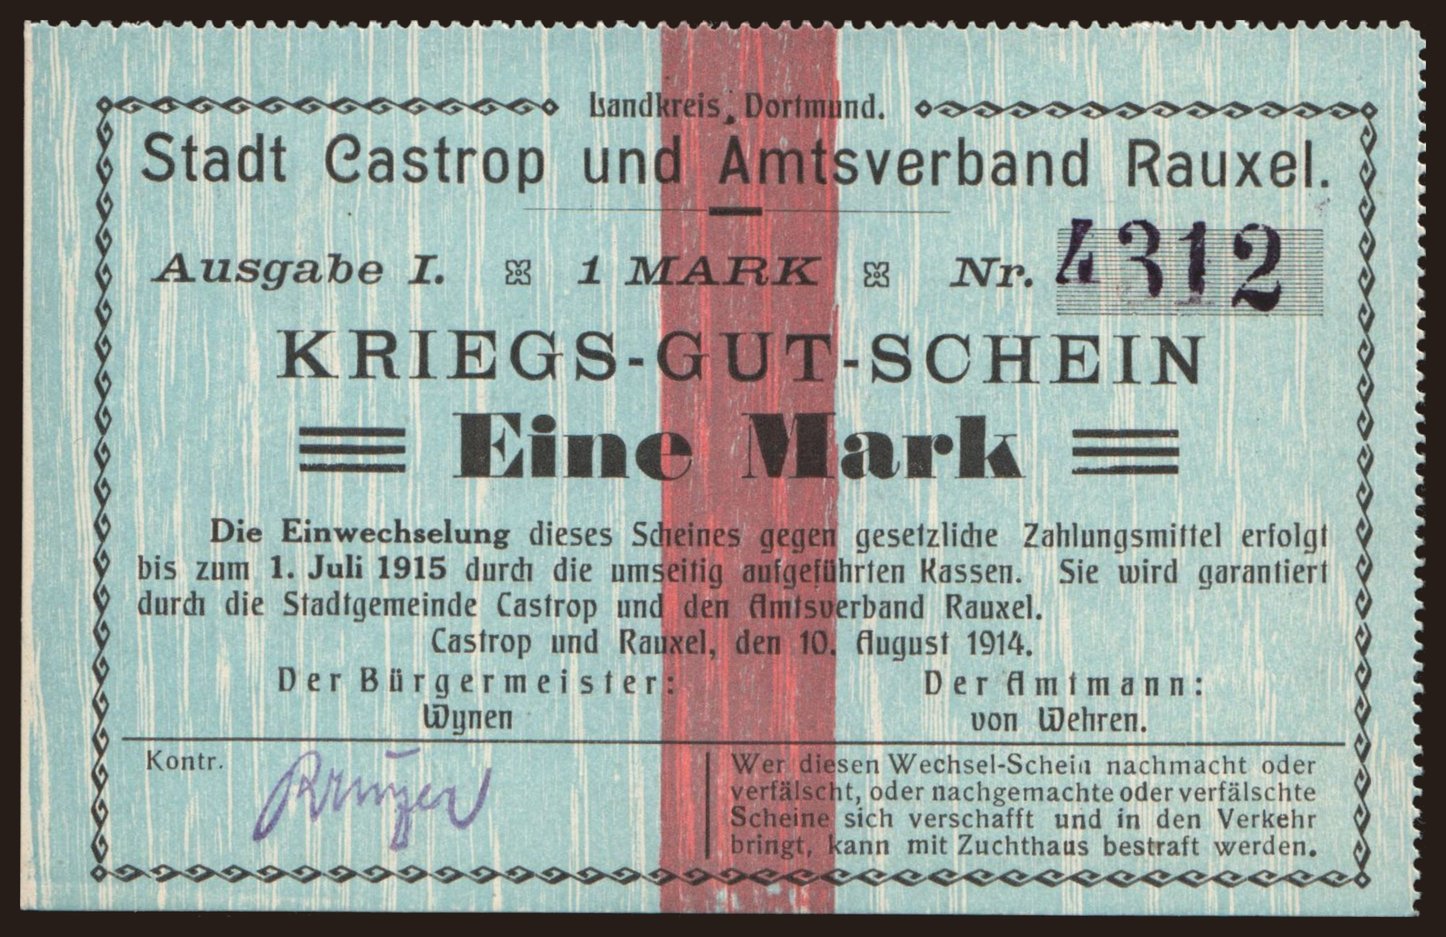 Landkreis Dortmund.
Stadt Castrop und Amtsverband Rauxel.
Ausgabe I. 1 MARK Nr. 4312
KRIEGS-GUT-SCHEIN
Eine Mark
Die Einwechselung dieses Scheines gegen gesetzliche Zahlungsmittel erfolgt
bis zum 1. Juli 1915 durch die umseitig aufgeführten Kassen. Sie wird garantiert
durch die Stadtgemeinde Castrop und den Amtsverband Rauxel.
Castrop und Rauxel, den 10. August 1914.
Der Bürgermeister: Der Amtmann:
Wynen von Wehren.
Kontr.
Wer diesen Wechsel-Schein nachmacht oder
verfälscht, oder nachgemachte oder verfälschte
Scheine sich verschafft und in den Verkehr
bringt, kann mit Zuchthaus bestraft werden.